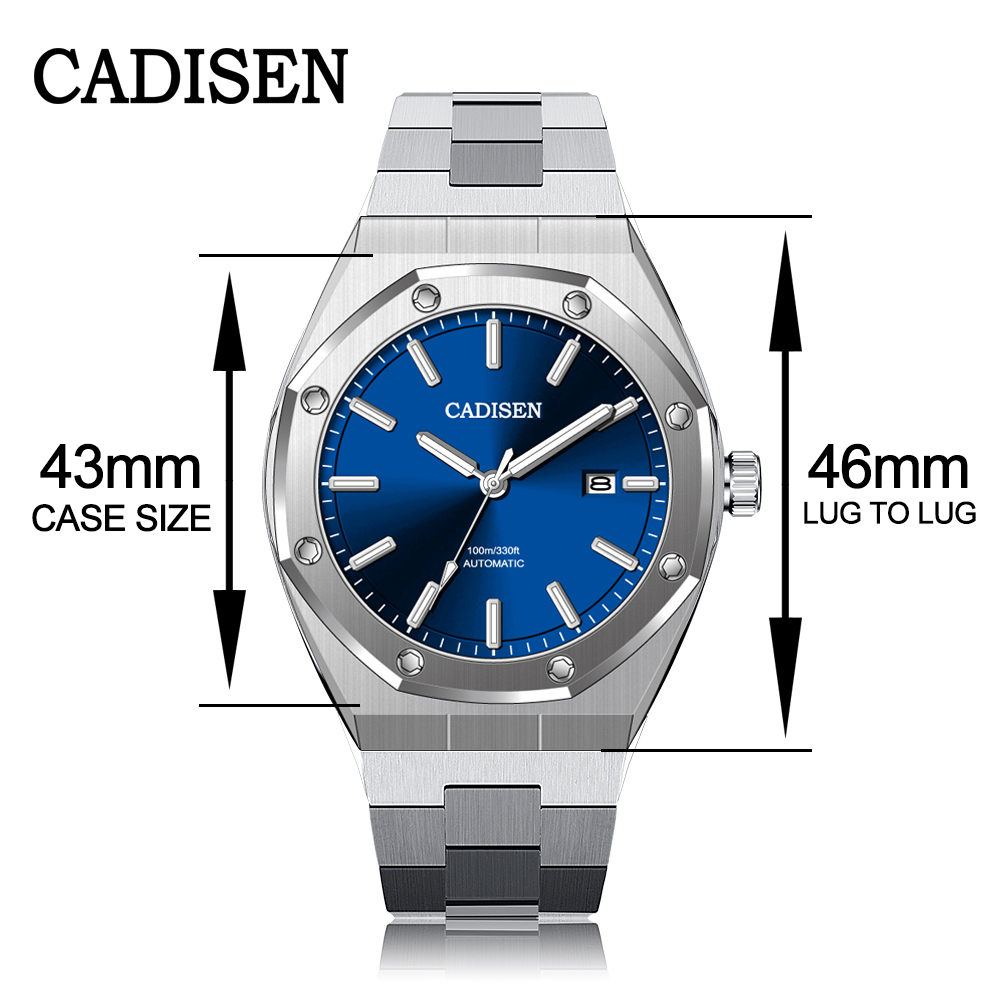 CADISEN
43mm
CASE SIZE
CADISEN
8
100m/330ft
AUTOMATIC
46mm
LUG TO LUG